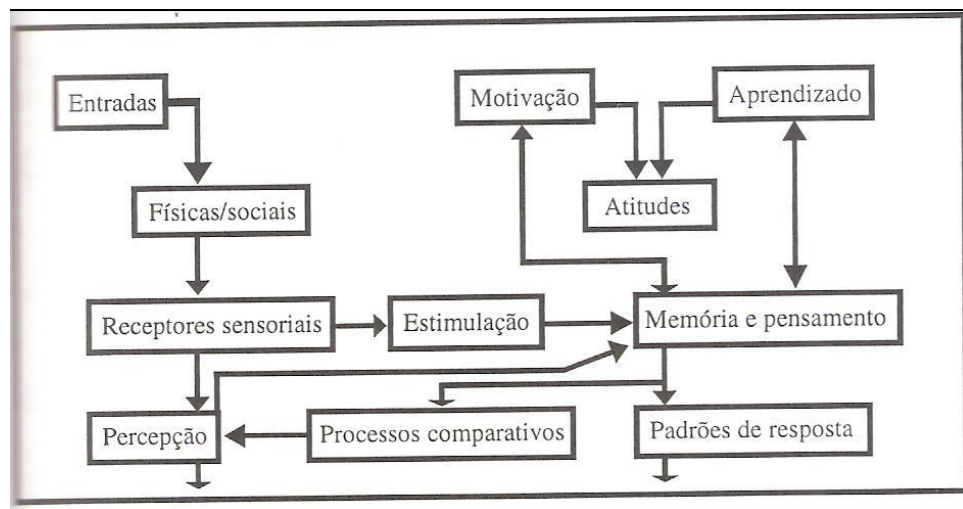 Entradas
Motivação
Aprendizado
Físicas/sociais
Atitudes
Receptores sensoriais
Estimulação
Memória e pensamento
Percepção
Processos comparativos
Padrões de resposta